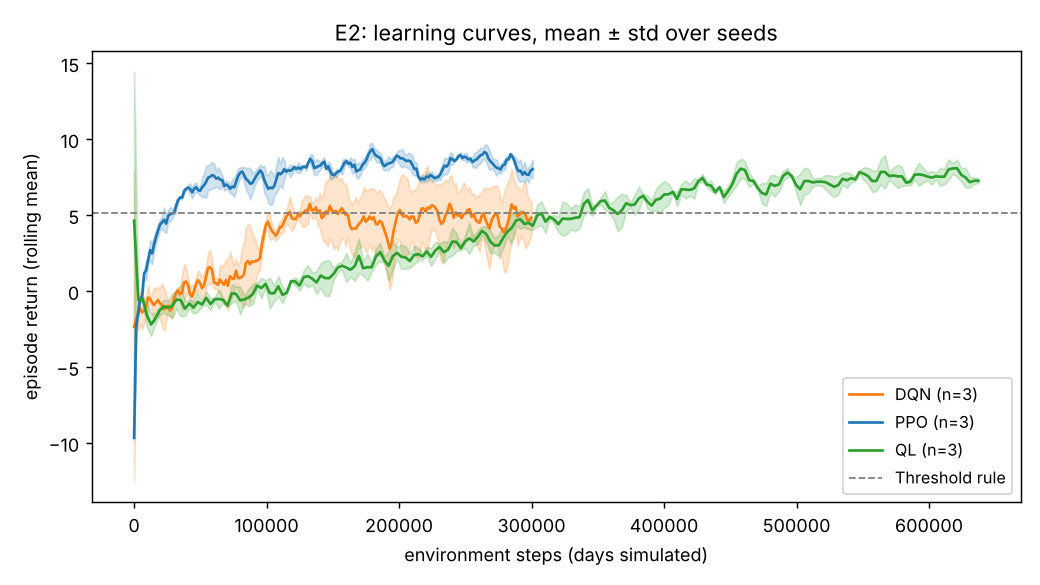 E2: learning curves, mean ± std over seeds
episode return (rolling mean)
15
10
5
0
−5
−10
0
100000
200000
300000
400000
500000
600000
environment steps (days simulated)
DQN (n=3)
PPO (n=3)
QL (n=3)
Threshold rule